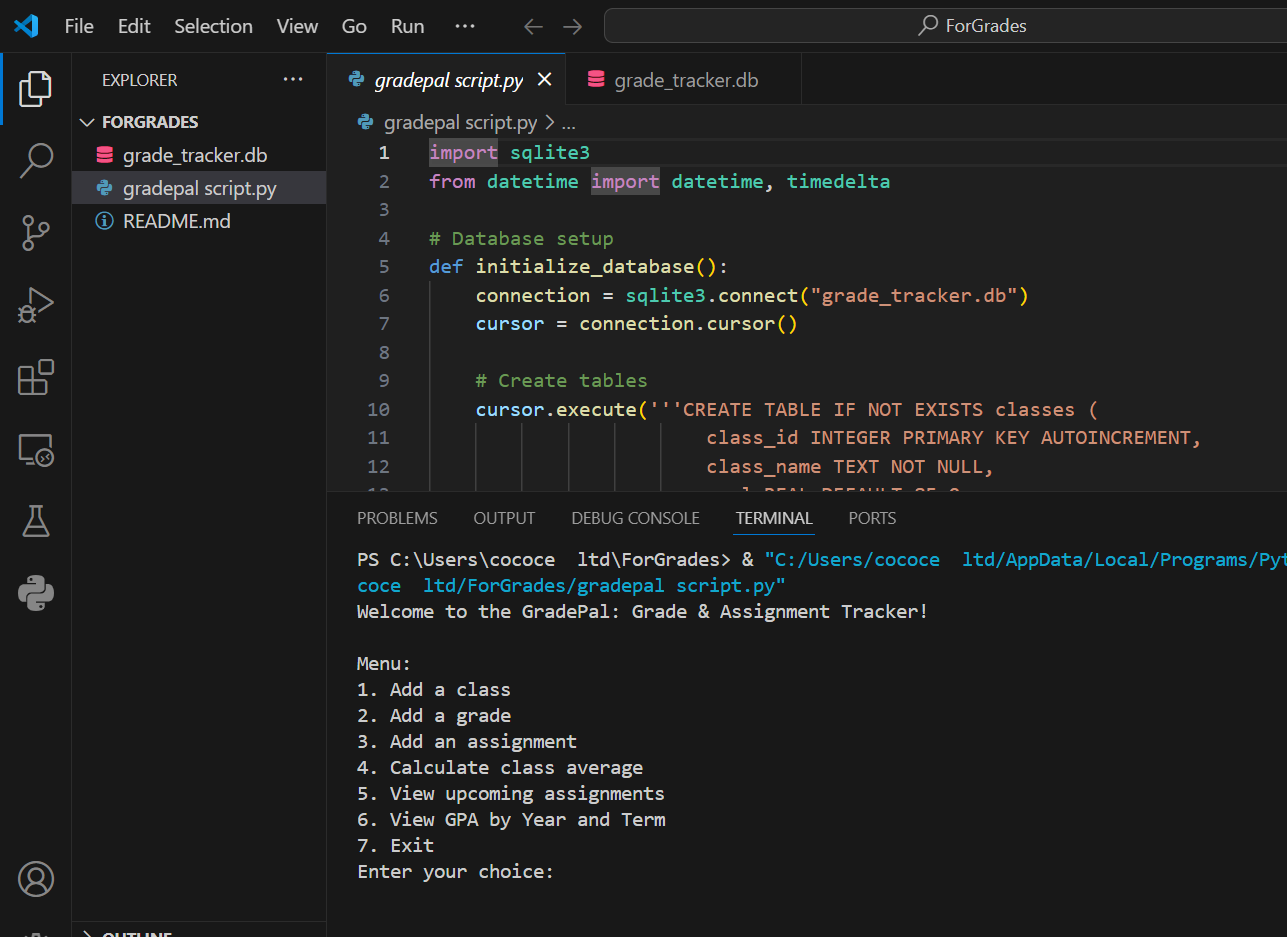 File Edit Selection View Go Run ···
ForGrades
EXPLORER ···
FORGRADES
grade_tracker.db
gradepal script.py
README.md
OUTLINE
gradepal script.py
grade_tracker.db
gradepal script.py > ...
1 import sqlite3
2 from datetime import datetime, timedelta
3
4 # Database setup
5 def initialize_database():
6 connection = sqlite3.connect("grade_tracker.db")
7 cursor = connection.cursor()
8
9 # Create tables
10 cursor.execute('''CREATE TABLE IF NOT EXISTS classes (
11 class_id INTEGER PRIMARY KEY AUTOINCREMENT,
12 class_name TEXT NOT NULL,
PROBLEMS OUTPUT DEBUG CONSOLE TERMINAL PORTS
PS C:\Users\cococe  ltd\ForGrades> & "C:/Users/cococe  ltd/AppData/Local/Programs/Pyt
coce  ltd/ForGrades/gradepal script.py"
Welcome to the GradePal: Grade & Assignment Tracker!
Menu:
1. Add a class
2. Add a grade
3. Add an assignment
4. Calculate class average
5. View upcoming assignments
6. View GPA by Year and Term
7. Exit
Enter your choice: